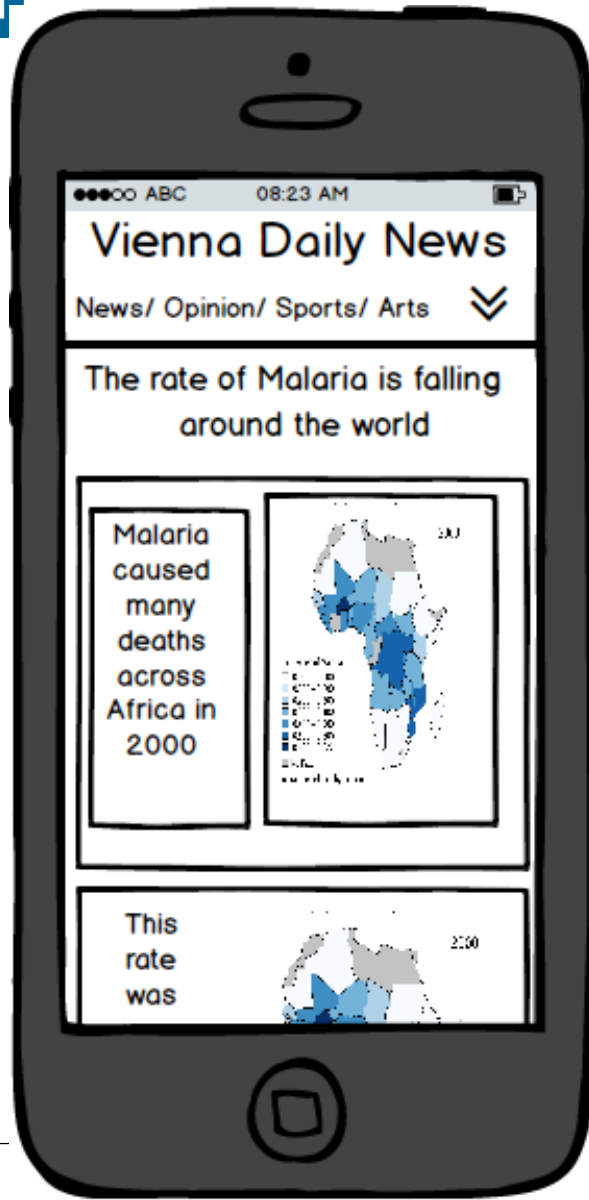 ABC 08:23 AM
Vienna Daily News
News/ Opinion/ Sports/ Arts
The rate of Malaria is falling
around the world
Malaria
caused
many
deaths
across
Africa in
2000
This
rate
was